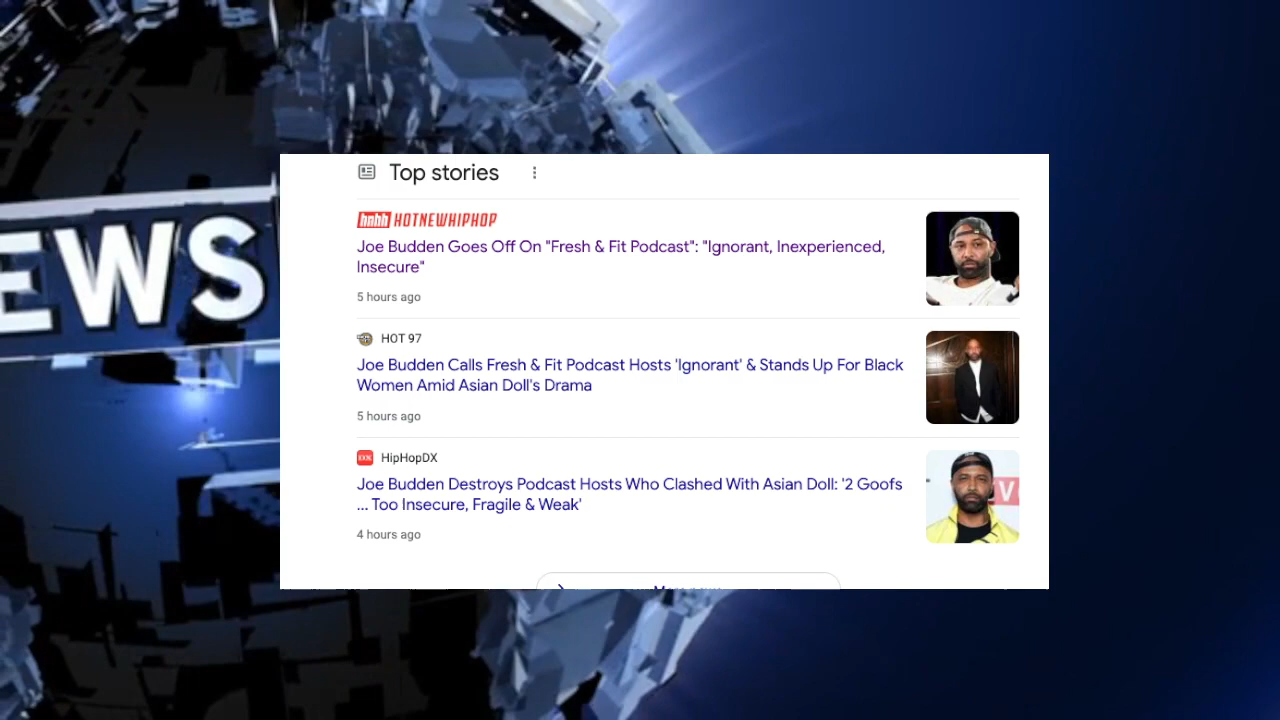 EWS
Top stories
hnhh HOTNEWHIPHOP
Joe Budden Goes Off On "Fresh & Fit Podcast": "Ignorant, Inexperienced,
Insecure"
5 hours ago
HOT 97
Joe Budden Calls Fresh & Fit Podcast Hosts 'Ignorant' & Stands Up For Black
Women Amid Asian Doll's Drama
5 hours ago
DX HipHopDX
Joe Budden Destroys Podcast Hosts Who Clashed With Asian Doll: '2 Goofs
... Too Insecure, Fragile & Weak'
4 hours ago